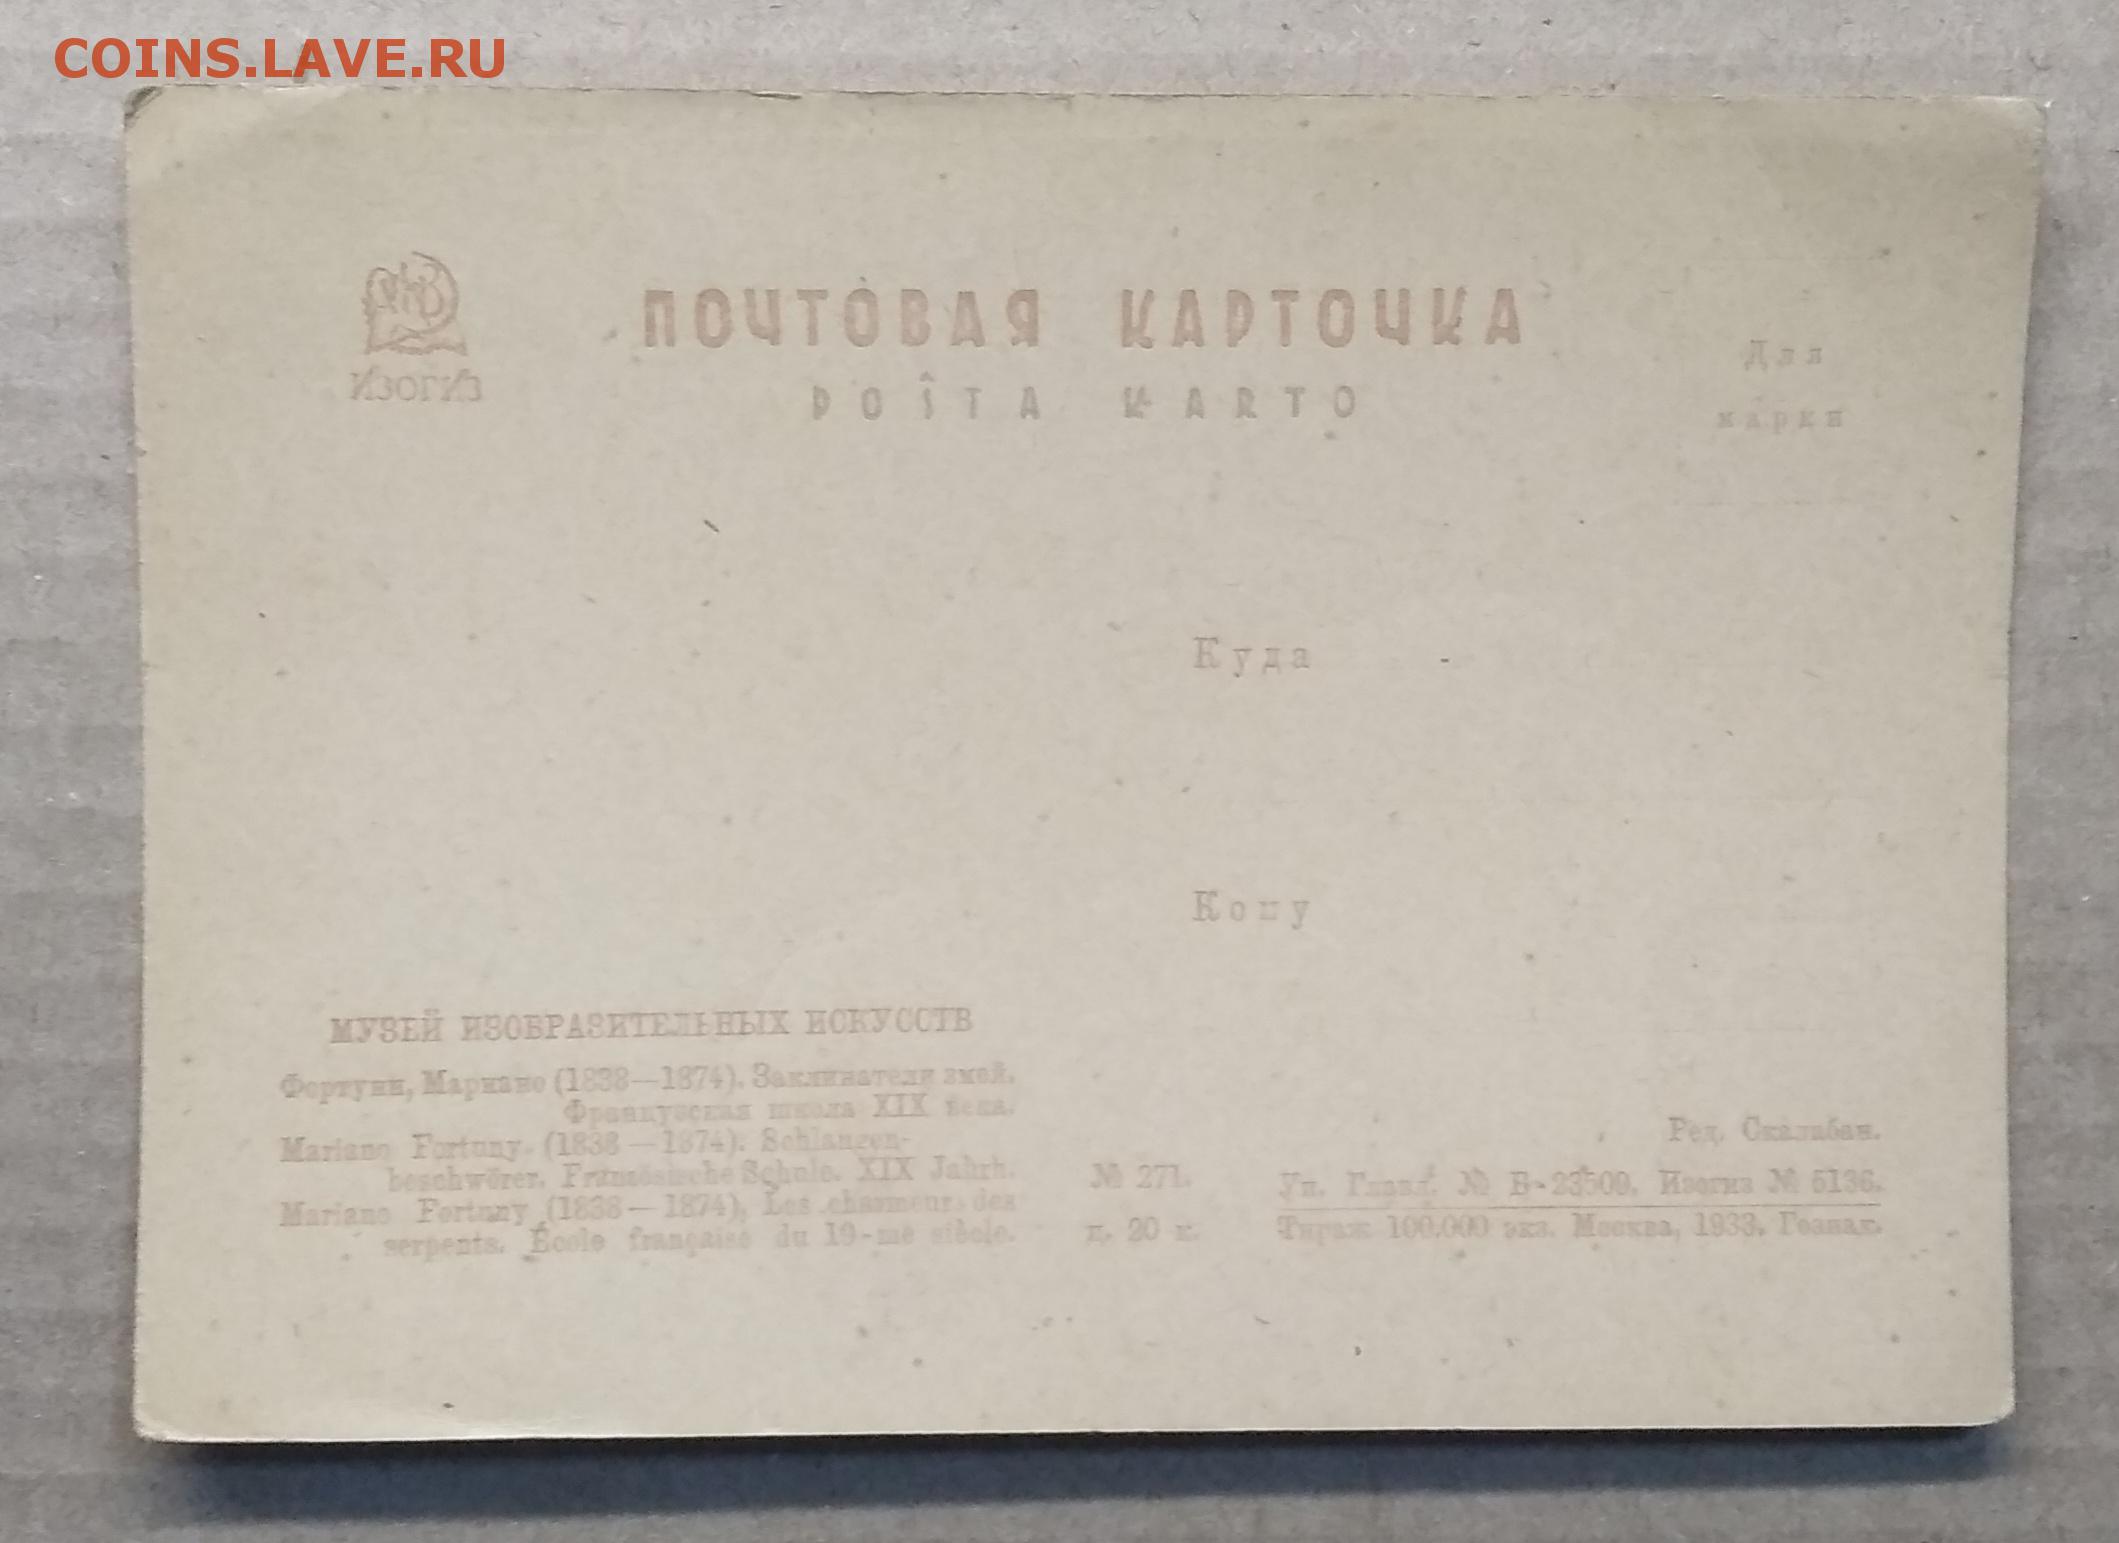 COINS.LAVE.RU
ИЗОГИЗ
ПОЧТОВАЯ КАРТОЧКА
POŜTA KARTO
Для
марки
Куда
Кому
МУЗЕЙ ИЗОБРАЗИТЕЛЬНЫХ ИСКУССТВ
Фортуни, Мариано (1838—1874). Заклинатели змей.
Французская школа XIX века.
Mariano Fortuny (1838—1874). Schlangen-
beschwörer. Französische Schule. XIX Jahrh.
Mariano Fortuny (1838—1874), Les charmeurs des
serpents. École française du 19-me siècle.
№ 271.
ц. 20 к.
Ред. Скалабан.
Уп. Главл. № Б-23509. Изогиз № 5136.
Тираж 100.000 экз. Москва, 1933. Гознак.